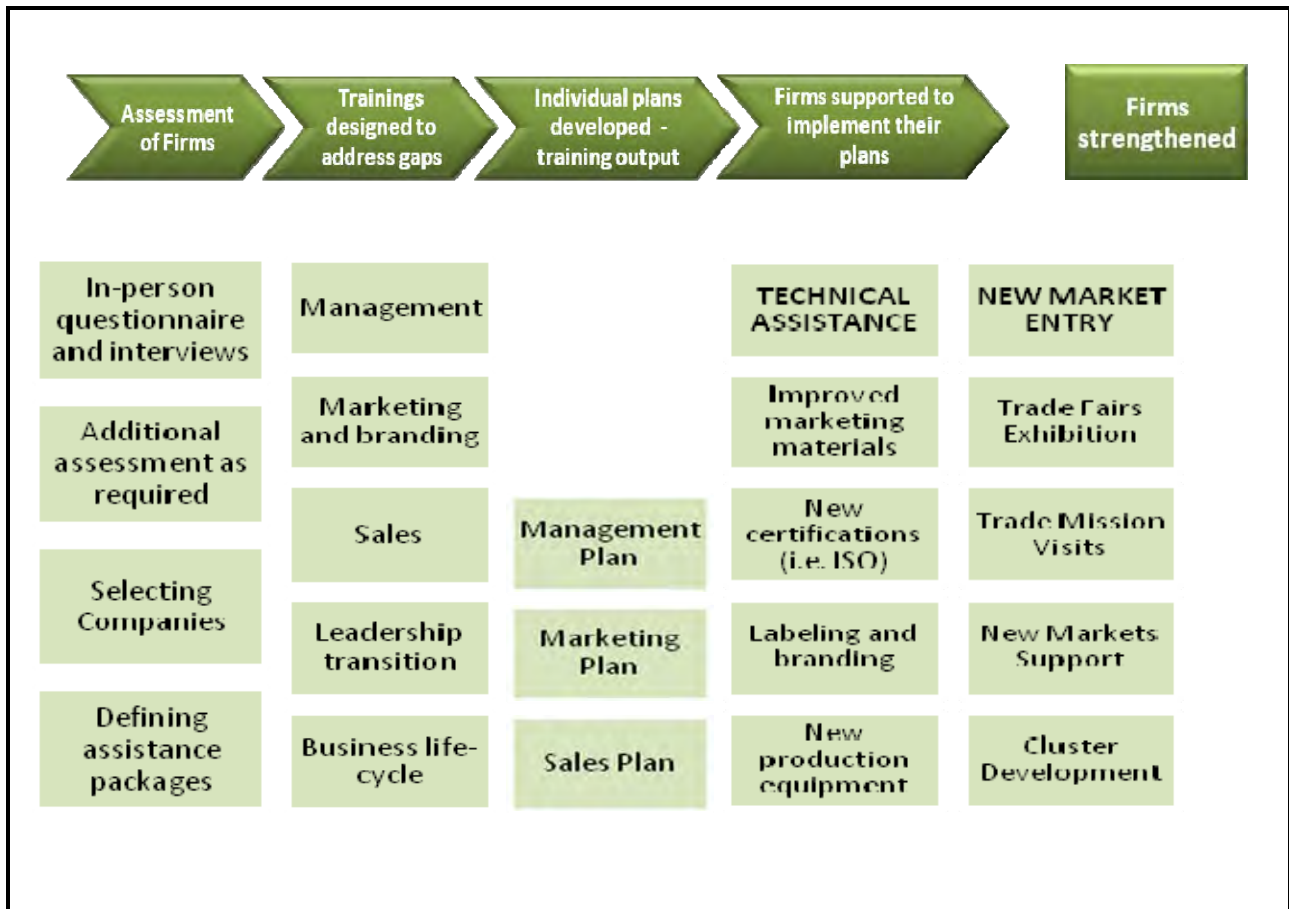 Assessment
of Firms
Trainings
designed to
address gaps
Individual plans
developed -
training output
Firms supported to
implement their
plans
Firms
strengthened
In-person
questionnaire
and interviews
Additional
assessment as
required
Selecting
Companies
Defining
assistance
packages
Management
Marketing
and branding
Sales
Leadership
transition
Business life-
cycle
Management
Plan
Marketing
Plan
Sales Plan
TECHNICAL
ASSISTANCE
Improved
marketing
materials
New
certifications
(i.e. ISO)
Labeling and
branding
New
production
equipment
NEW MARKET
ENTRY
Trade Fairs
Exhibition
Trade Mission
Visits
New Markets
Support
Cluster
Development